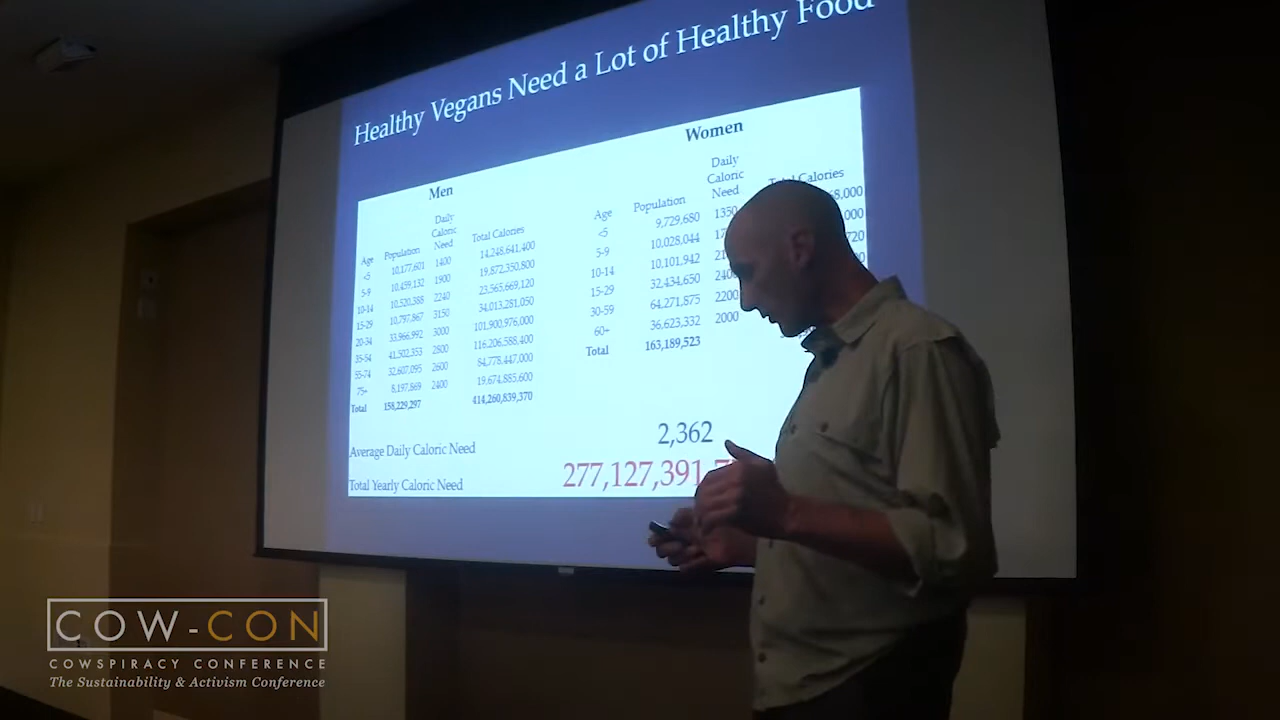 Healthy Vegans Need a Lot of Healthy Food
Men
Age Population Daily Caloric Need Total Calories
<5 10,177,601 1400 14,248,641,400
5-9 10,459,132 1900 19,872,350,800
10-14 10,520,388 2240 23,565,669,120
15-29 10,797,867 3150 34,013,281,050
20-34 33,966,992 3000 101,900,976,000
35-54 41,502,353 2800 116,206,588,400
55-74 32,607,095 2600 84,778,447,000
75+ 8,197,869 2400 19,674,885,600
Total 158,229,297 414,260,839,370
Women
Age Population Daily Caloric Need Total Calories
<5 9,729,680 1350
5-9 10,028,044
10-14 10,101,942
15-29 32,434,650 2400
30-59 64,271,875 2200
60+ 36,623,332 2000
Total 163,189,523
Average Daily Caloric Need 2,362
Total Yearly Caloric Need 277,127,391
COW-CON
COWSPIRACY CONFERENCE
The Sustainability & Activism Conference